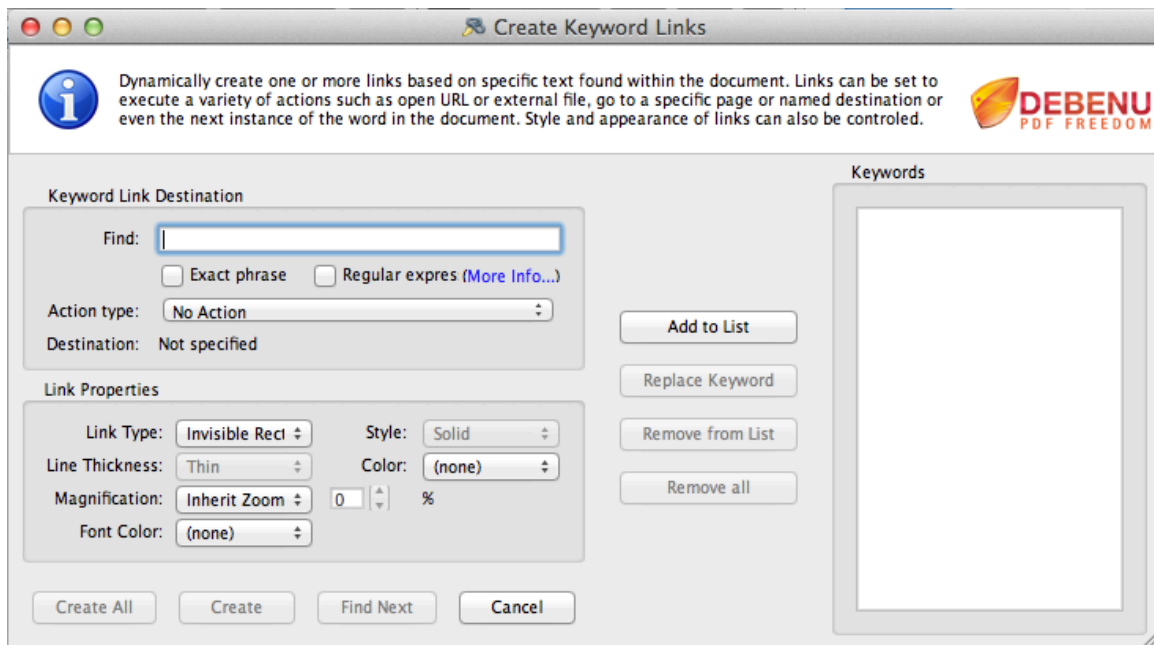 Create Keyword Links
Dynamically create one or more links based on specific text found within the document. Links can be set to
execute a variety of actions such as open URL or external file, go to a specific page or named destination or
even the next instance of the word in the document. Style and appearance of links can also be controled.
DEBENU
PDF FREEDOM
Keyword Link Destination
Find:
Exact phrase Regular expres (More Info...)
Action type: No Action
Destination: Not specified
Link Properties
Link Type: Invisible Rect Style: Solid
Line Thickness: Thin Color: (none)
Magnification: Inherit Zoom 0 %
Font Color: (none)
Create All Create Find Next Cancel
Add to List
Replace Keyword
Remove from List
Remove all
Keywords